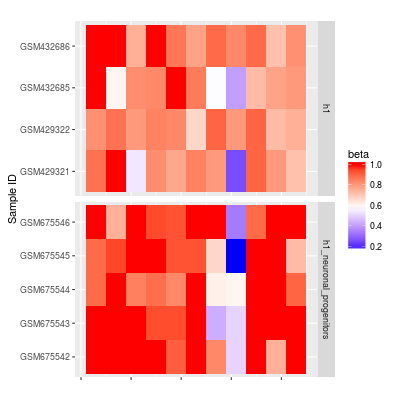 GSM432686
GSM432685
GSM429322
GSM429321
h1
GSM675546
GSM675545
GSM675544
GSM675543
GSM675542
h1_neuronal_progenitors
Sample ID
beta
1.0
0.8
0.6
0.4
0.2